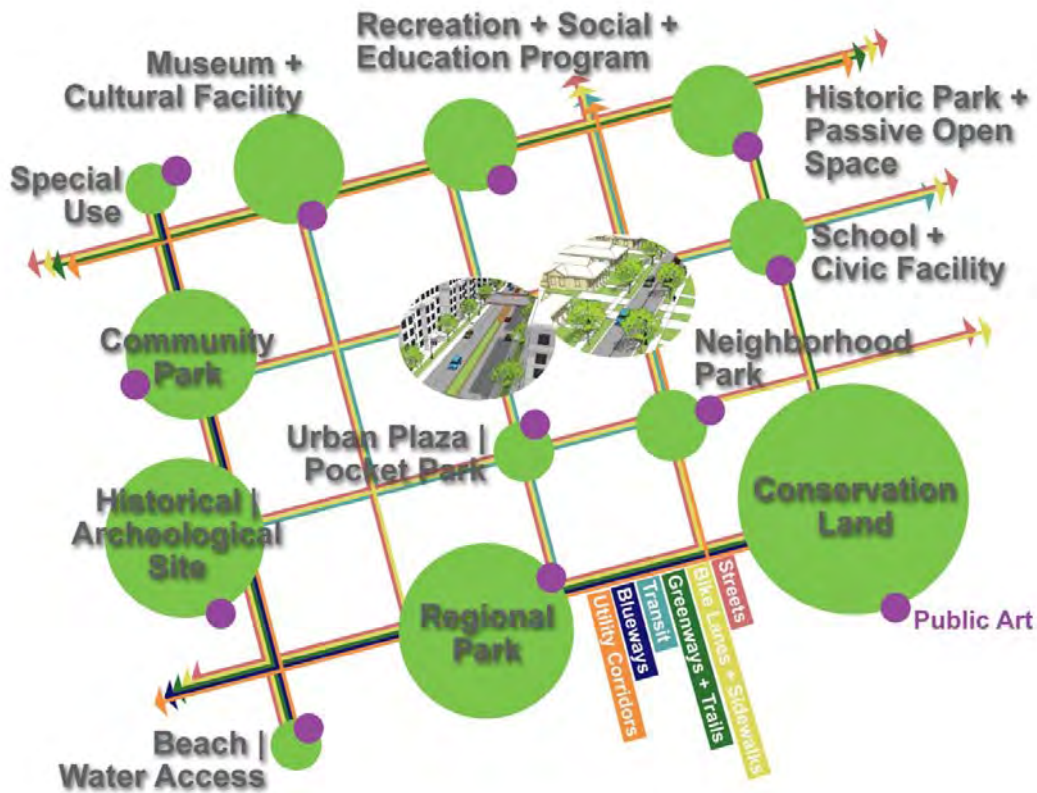 Recreation + Social +
Education Program
Museum +
Cultural Facility
Historic Park +
Passive Open
Space
Special
Use
School +
Civic Facility
Community
Park
Neighborhood
Park
Urban Plaza |
Pocket Park
Historical |
Archeological
Site
Conservation
Land
Regional
Park
Streets
Bike Lanes + Sidewalks
Greenways + Trails
Transit
Blueways
Utility Corridors
Public Art
Beach |
Water Access